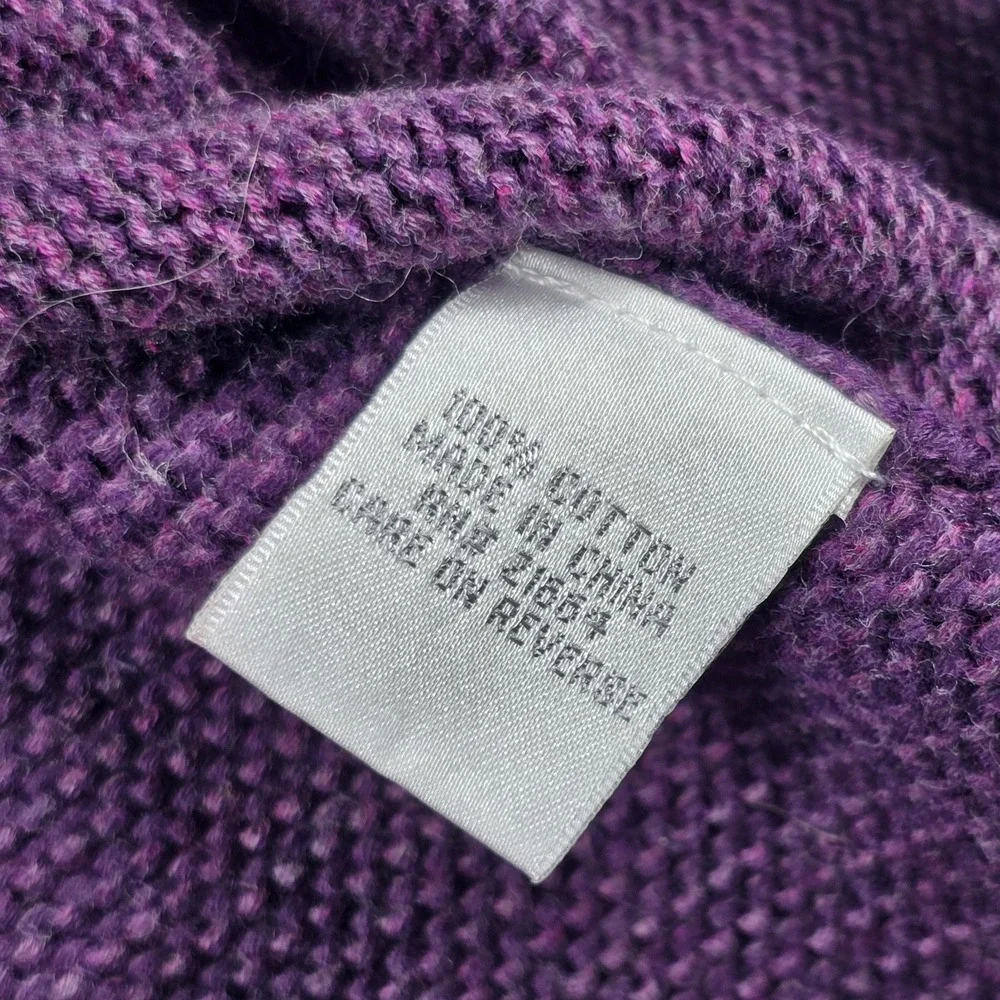 100% COTTON
MADE IN CHINA
RN# 21664
CARE ON REVERSE